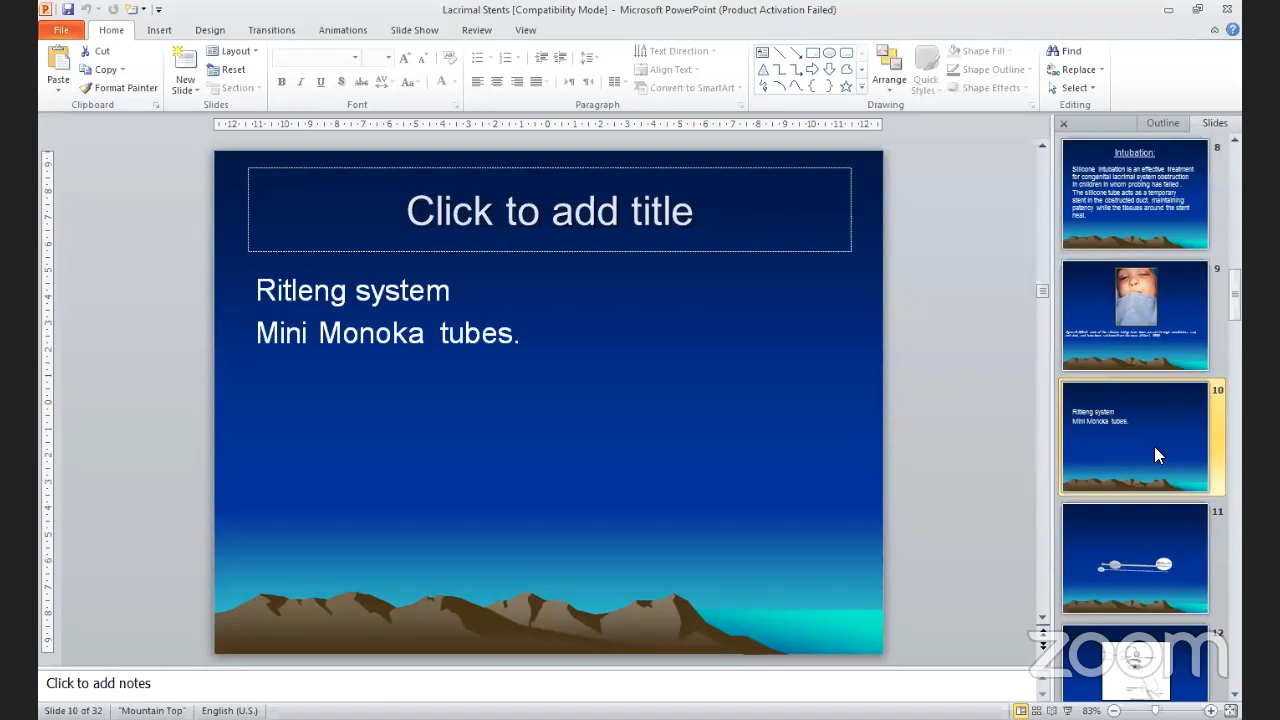 Lacrimal Stents [Compatibility Mode] - Microsoft PowerPoint (Product Activation Failed)
File Home Insert Design Transitions Animations Slide Show Review View
Paste
Cut
Copy
Format Painter
Clipboard
New Slide
Layout
Reset
Section
Slides
B I U S abc AV Aa A
Font
Text Direction
Align Text
Convert to SmartArt
Paragraph
Arrange
Quick Styles
Shape Fill
Shape Outline
Shape Effects
Drawing
Find
Replace
Select
Editing
Outline Slides
Click to add title
Ritleng system
Mini Monoka tubes.
8
Intubation:
Silicone intubation is an effective treatment
for congenital lacrimal system obstruction
in children in whom probing has failed .
The silicone tube acts as a temporary
stent in the obstructed duct, maintaining
patency while the tissues around the stent
heal.
9
10
Ritleng system
Mini Monoka tubes.
11
12
zoom
Click to add notes
Slide 10 of 32 "Mountain Top" English (U.S.) 83%